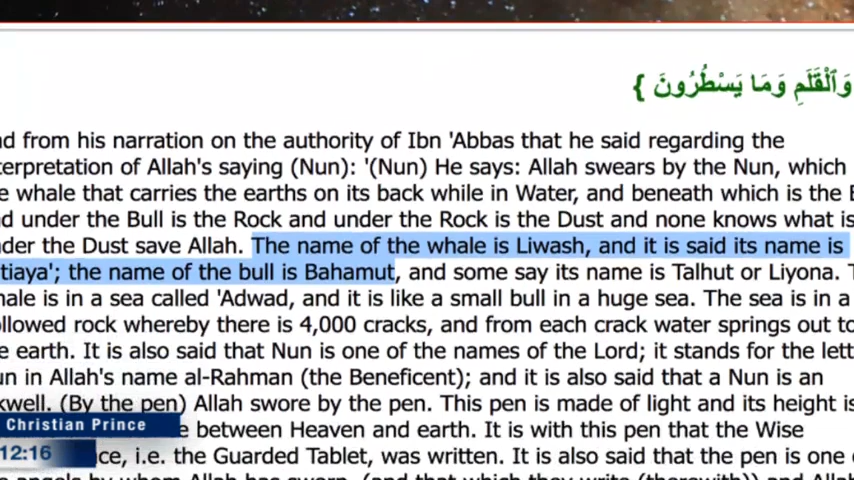 وَٱلْقَلَمِ وَمَا يَسْطُرُونَ }
from his narration on the authority of Ibn 'Abbas that he said regarding the
of Allah's saying (Nun): '(Nun) He says: Allah swears by the Nun, which
whale that carries the earths on its back while in Water, and beneath which is the
under the Bull is the Rock and under the Rock is the Dust and none knows what is
the Dust save Allah. The name of the whale is Liwash, and it is said its name is
the name of the bull is Bahamut, and some say its name is Talhut or Liyona.
is in a sea called 'Adwad, and it is like a small bull in a huge sea. The sea is in a
rock whereby there is 4,000 cracks, and from each crack water springs out to
earth. It is also said that Nun is one of the names of the Lord; it stands for the
in Allah's name al-Rahman (the Beneficent); and it is also said that a Nun is an
(By the pen) Allah swore by the pen. This pen is made of light and its height is
Christian Prince
between Heaven and earth. It is with this pen that the Wise
12:16
i.e. the Guarded Tablet, was written. It is also said that the pen is one